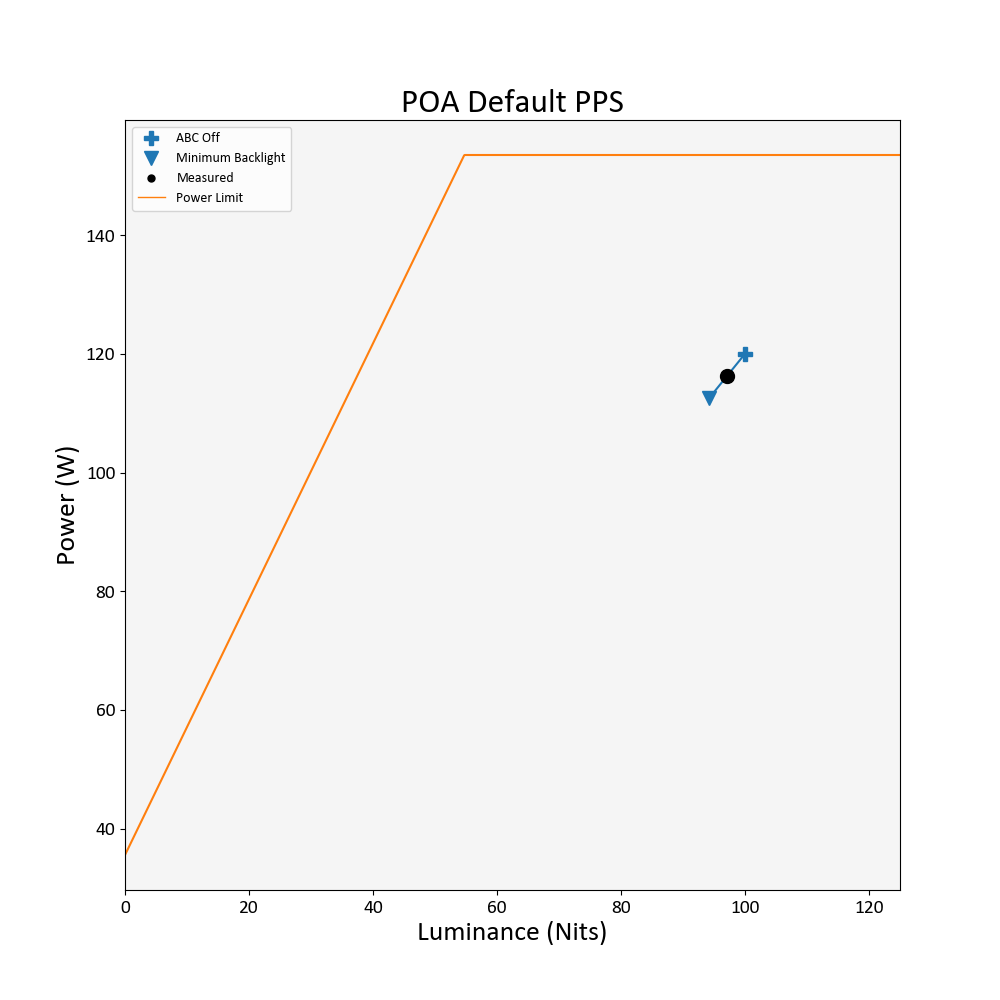 POA Default PPS
ABC Off
Minimum Backlight
Measured
Power Limit
140
120
100
80
60
40
Power (W)
0 20 40 60 80 100 120
Luminance (Nits)